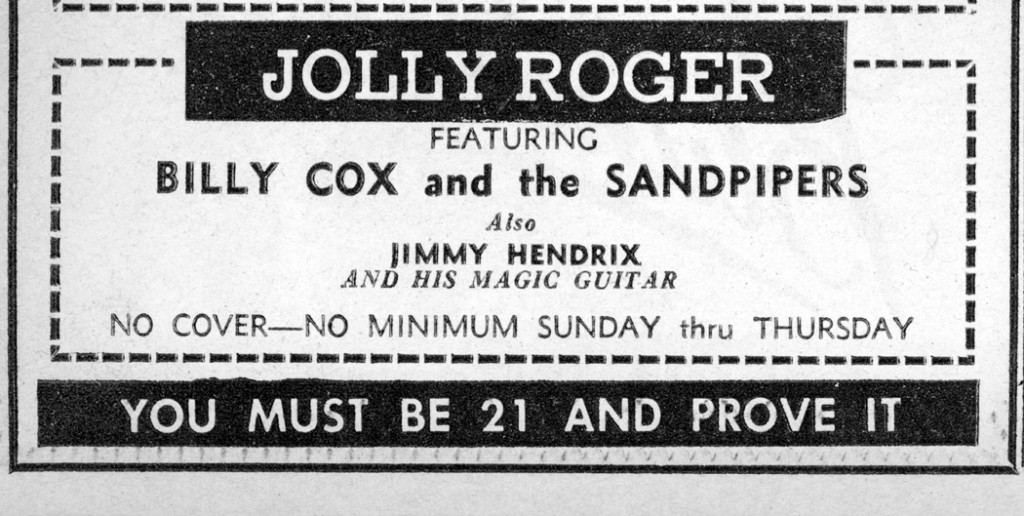 JOLLY ROGER
FEATURING
BILLY COX and the SANDPIPERS
Also
JIMMY HENDRIX
AND HIS MAGIC GUITAR
NO COVER—NO MINIMUM SUNDAY thru THURSDAY
YOU MUST BE 21 AND PROVE IT